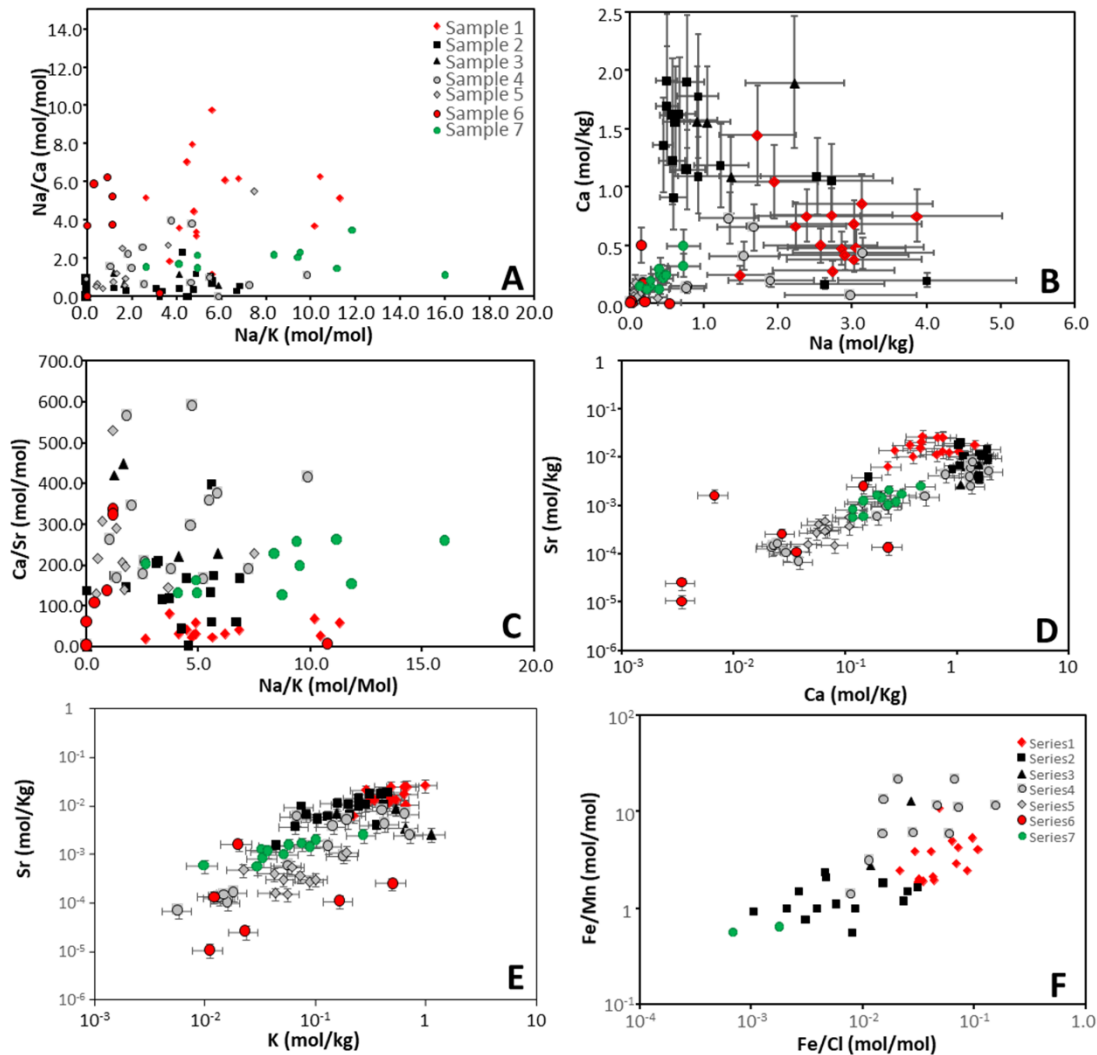 14.0
12.0
10.0
8.0
6.0
4.0
2.0
0.0
Na/Ca (mol/mol)
0.0 2.0 4.0 6.0 8.0 10.0 12.0 14.0 16.0
Na/K (mol/mol)
Sample 1
Sample 2
Sample 3
Sample 4
Sample 5
Sample 6
Sample 7
A
2.5
2.0
1.5
1.0
0.5
0.0
Ca (mol/kg)
0.0 1.0 2.0 3.0 4.0 5.0 6.0
Na (mol/kg)
B
700.0
600.0
500.0
400.0
300.0
200.0
100.0
0.0
Ca/Sr (mol/mol)
0.0 5.0 10.0 15.0 20.0
Na/K (mol/Mol)
C
1
10-1
10-2
10-3
10-4
10-5
10-6
Sr (mol/kg)
10-3 10-2 10-1 1 10
Ca (mol/Kg)
D
1
10-1
10-2
10-3
10-4
10-5
10-6
Sr (mol/Kg)
10-3 10-2 10-1 1 10
K (mol/kg)
E
102
10
1
10-1
Fe/Mn (mol/mol)
10-4 10-3 10-2 10-1 1.0
Fe/Cl (mol/mol)
Series1
Series2
Series3
Series4
Series5
Series6
Series7
F